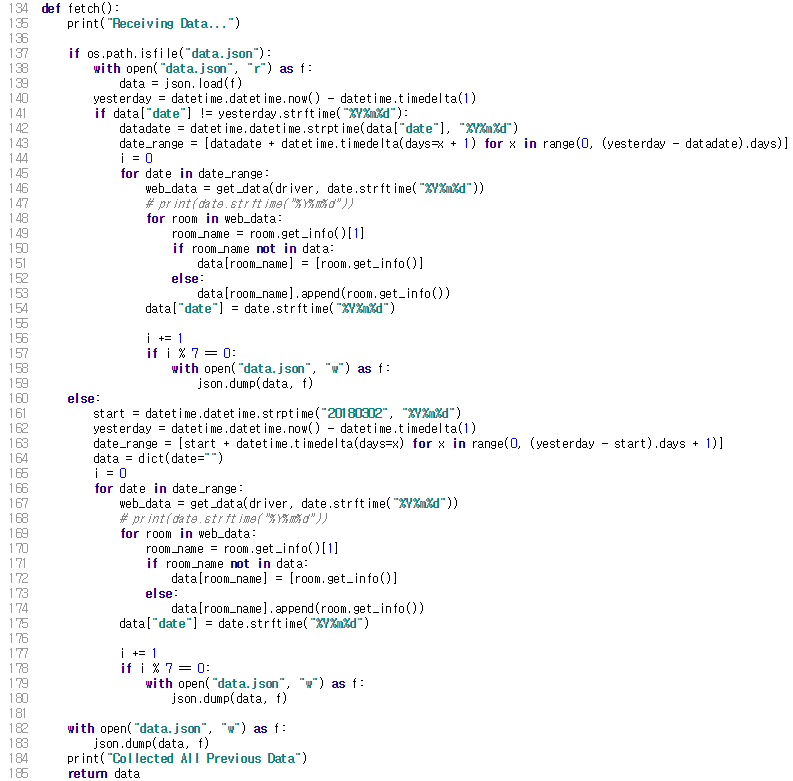 134 def fetch():
135     print("Receiving Data...")
136
137     if os.path.isfile("data.json"):
138         with open("data.json", "r") as f:
139             data = json.load(f)
140         yesterday = datetime.datetime.now() - datetime.timedelta(1)
141         if data["date"] != yesterday.strftime("%Y%m%d"):
142             datadate = datetime.datetime.strptime(data["date"], "%Y%m%d")
143             date_range = [datadate + datetime.timedelta(days=x + 1) for x in range(0, (yesterday - datadate).days)]
144             i = 0
145             for date in date_range:
146                 web_data = get_data(driver, date.strftime("%Y%m%d"))
147                 # print(date.strftime("%Y%m%d"))
148                 for room in web_data:
149                     room_name = room.get_info()[1]
150                     if room_name not in data:
151                         data[room_name] = [room.get_info()]
152                     else:
153                         data[room_name].append(room.get_info())
154                 data["date"] = date.strftime("%Y%m%d")
155
156                 i += 1
157                 if i % 7 == 0:
158                     with open("data.json", "w") as f:
159                         json.dump(data, f)
160     else:
161         start = datetime.datetime.strptime("20180302", "%Y%m%d")
162         yesterday = datetime.datetime.now() - datetime.timedelta(1)
163         date_range = [start + datetime.timedelta(days=x) for x in range(0, (yesterday - start).days + 1)]
164         data = dict(date="")
165         i = 0
166         for date in date_range:
167             web_data = get_data(driver, date.strftime("%Y%m%d"))
168             # print(date.strftime("%Y%m%d"))
169             for room in web_data:
170                 room_name = room.get_info()[1]
171                 if room_name not in data:
172                     data[room_name] = [room.get_info()]
173                 else:
174                     data[room_name].append(room.get_info())
175             data["date"] = date.strftime("%Y%m%d")
176
177             i += 1
178             if i % 7 == 0:
179                 with open("data.json", "w") as f:
180                     json.dump(data, f)
181
182     with open("data.json", "w") as f:
183         json.dump(data, f)
184     print("Collected All Previous Data")
185     return data